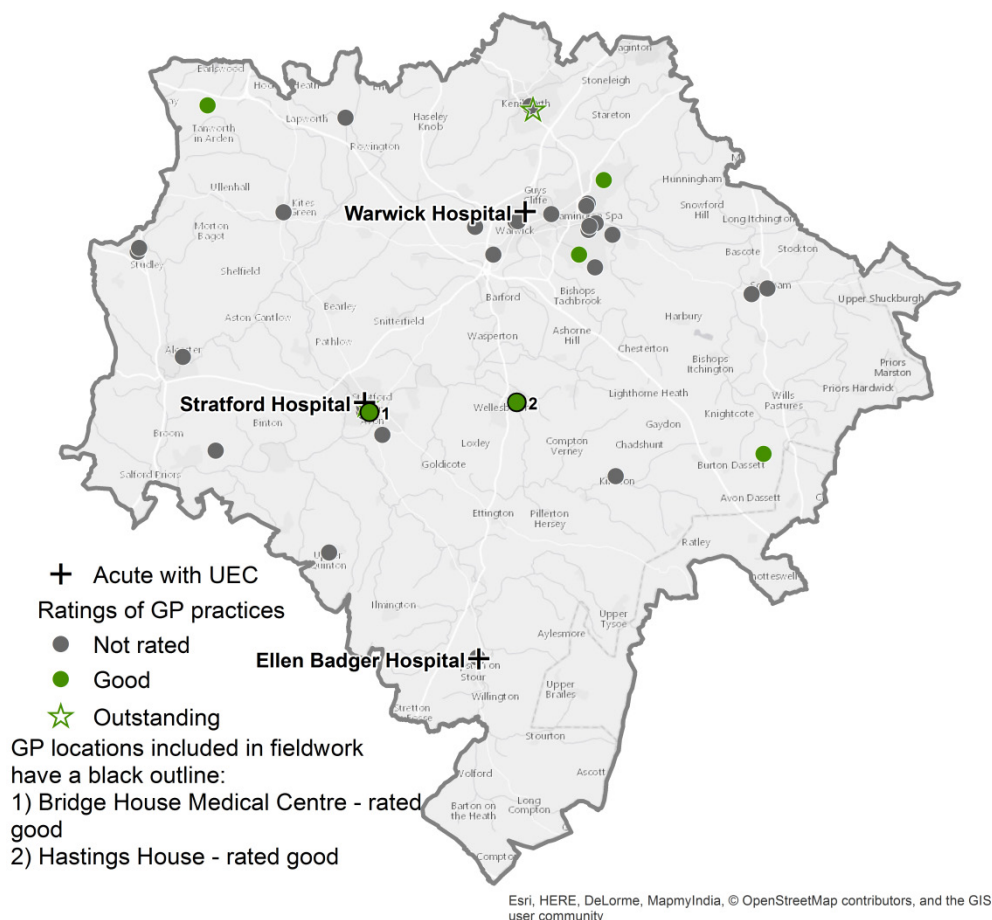 Earlswood
Stoneleigh
Lapworth
Haseley
Knob
Stareton
Tanworth
in Arden
Rowington
Hunningham
Ullenhall
Guys
Cliffe
Snowford
Hill
Kites
Green
Warwick Hospital
Long Itchington
Morton
Bagot
Warwick
Bascote
Stockton
Studley
Shelfield
Bishops
Tachbrook
Barford
Upper Shuckburgh
Bearley
Aston Cantlow
Snitterfield
Harbury
Wasperton
Ashorne
Hill
Pathlow
Chesterton
Bishops
Itchington
Priors
Marston
Priors Hardwick
Lighthorne Heath
Wills
Pastures
Stratford Hospital
1
2
Knightcote
Binton
Broom
Gaydon
Loxley
Compton
Verney
Chadshunt
Goldicote
Burton Dassett
Salford Priors
Avon Dassett
Ettington
Pillerton
Hersey
Ratley
Acute with UEC
Ratings of GP practices
Ilmington
Upper
Tysoe
Not rated
Aylesmore
Ellen Badger Hospital
Stour
Good
Willington
Upper
Brailes
Outstanding
Stretton
Stourton
GP locations included in fieldwork
have a black outline:
1) Bridge House Medical Centre - rated
good
2) Hastings House - rated good
Ascott
Barton on
the Heath
Long
Compton
Esri, HERE, DeLorme, MapmyIndia, © OpenStreetMap contributors, and the GIS
user community